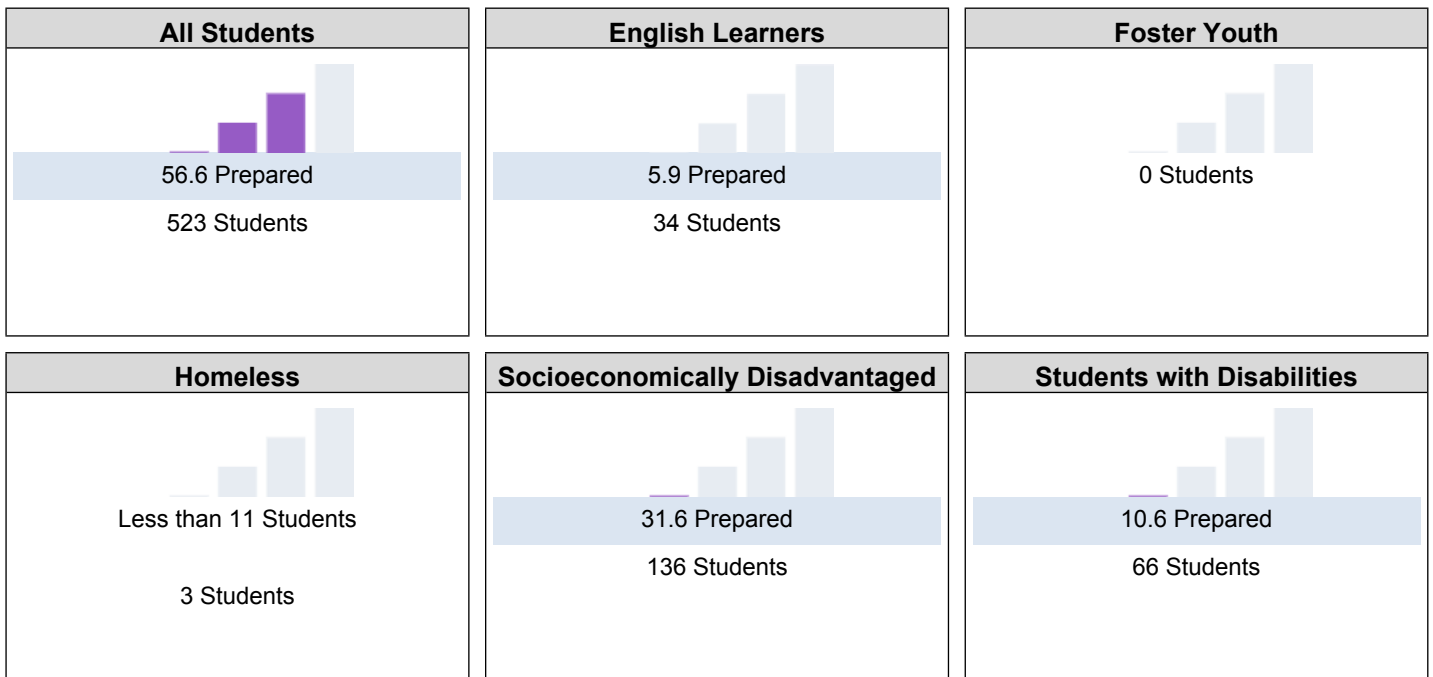 All Students
56.6 Prepared
523 Students
English Learners
5.9 Prepared
34 Students
Foster Youth
0 Students
Homeless
Less than 11 Students
3 Students
Socioeconomically Disadvantaged
31.6 Prepared
136 Students
Students with Disabilities
10.6 Prepared
66 Students